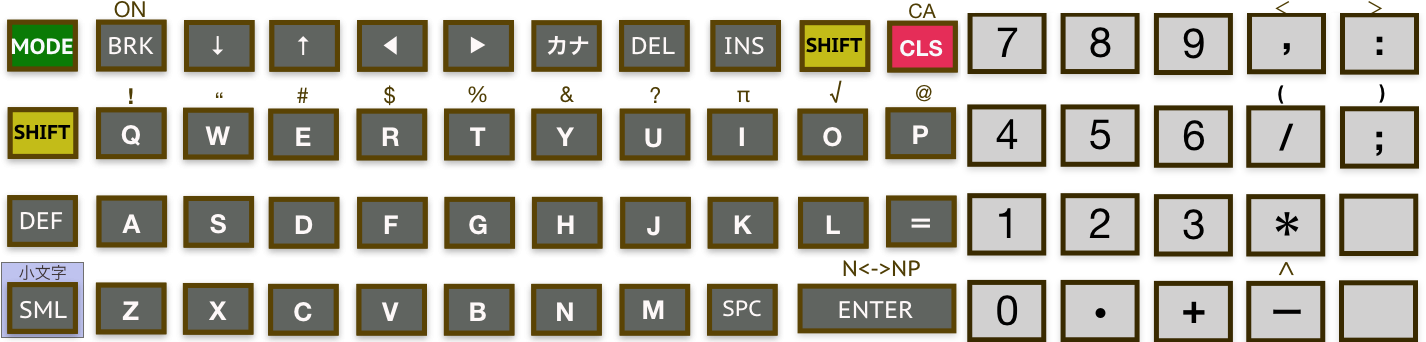 ON CA < >
MODE BRK ↓ ↑ ◀ ▶ カナ DEL INS SHIFT CLS 7 8 9 , :
! “ # $ % & ? π √ @ ( )
SHIFT Q W E R T Y U I O P 4 5 6 / ;
DEF A S D F G H J K L = 1 2 3 *
小文字 N<->NP ^
SML Z X C V B N M SPC ENTER 0 • + −